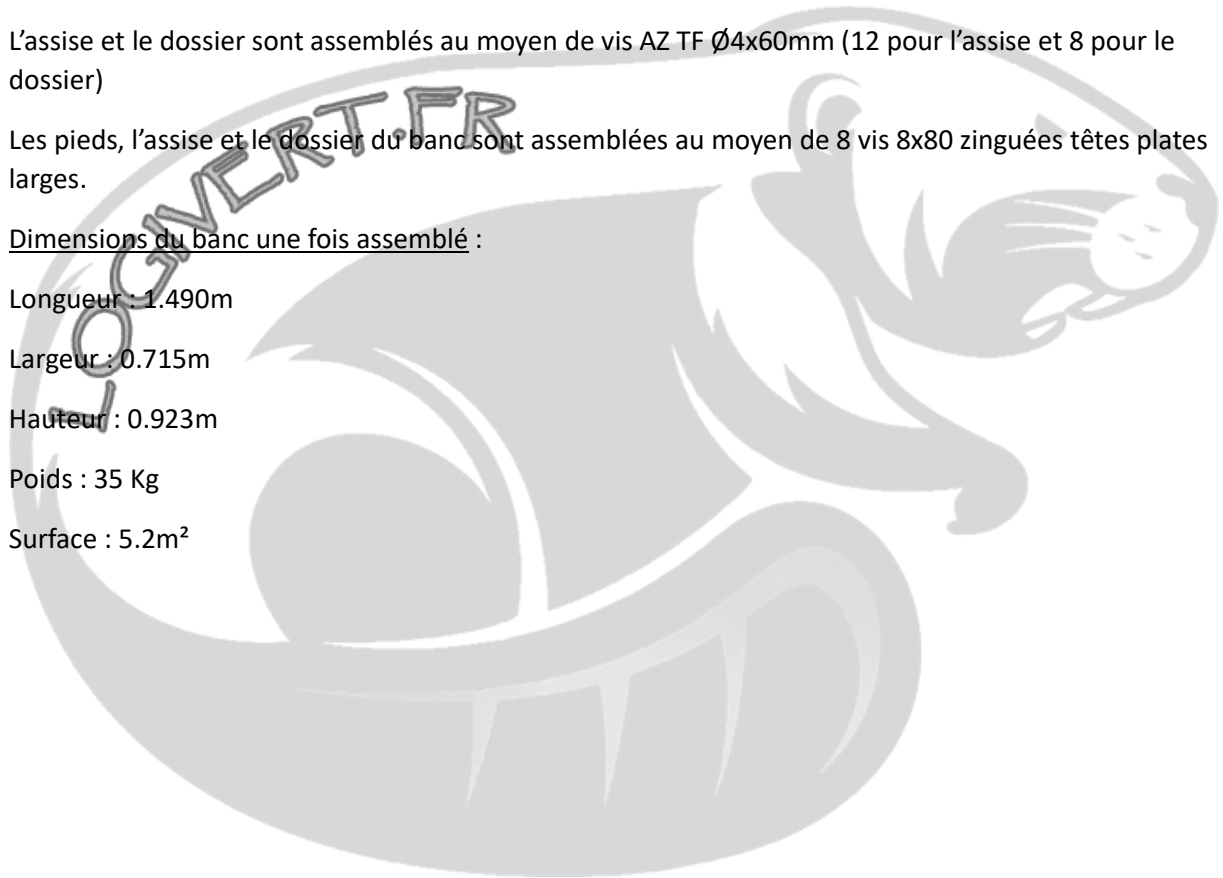 L’assise et le dossier sont assemblés au moyen de vis AZ TF Ø4x60mm (12 pour l’assise et 8 pour le
dossier)
LOGIVERT.FR
Les pieds, l’assise et le dossier du banc sont assemblées au moyen de 8 vis 8x80 zinguées têtes plates
larges.
Dimensions du banc une fois assemblé :
Longueur : 1.490m
Largeur : 0.715m
Hauteur : 0.923m
Poids : 35 Kg
Surface : 5.2m²